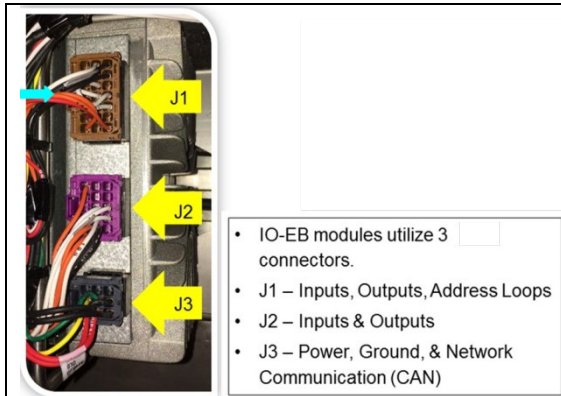 J1
J2
J3
• IO-EB modules utilize 3
connectors.
• J1 – Inputs, Outputs, Address Loops
• J2 – Inputs & Outputs
• J3 – Power, Ground, & Network
Communication (CAN)